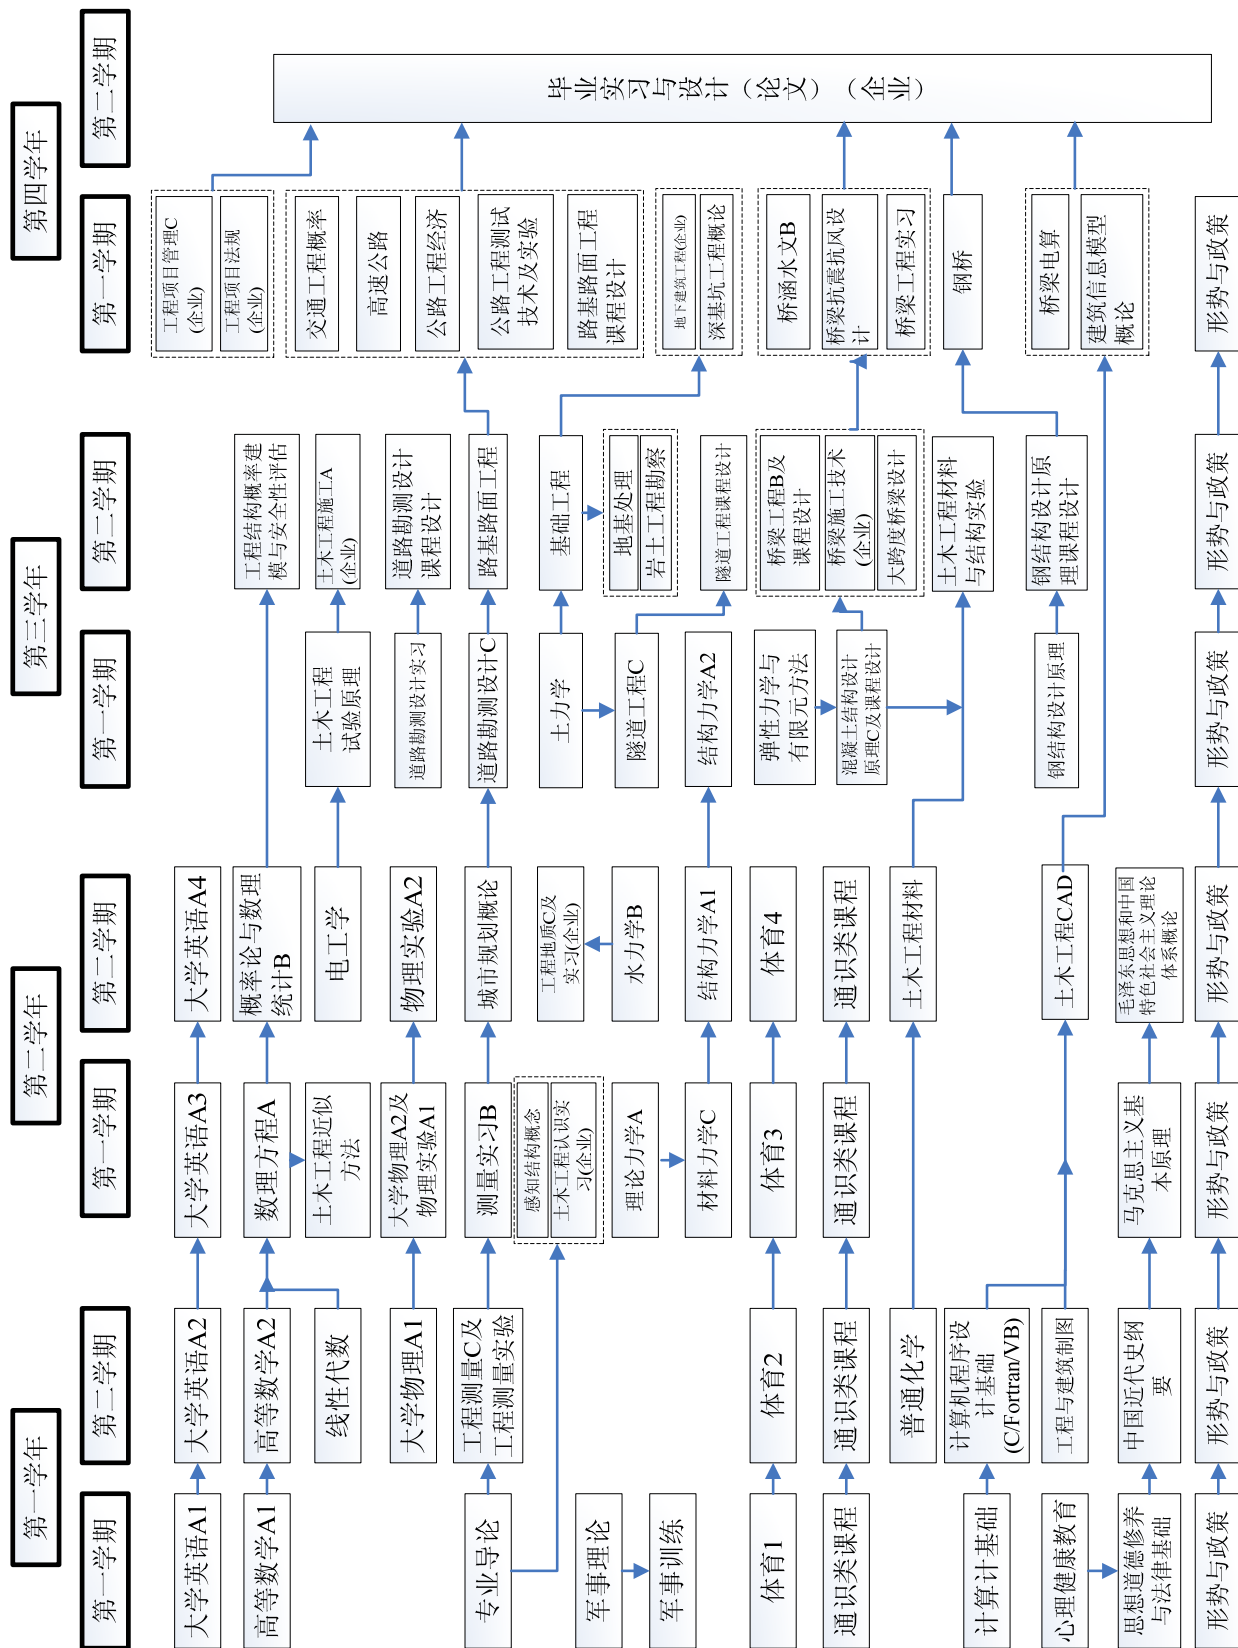 第一学年
第二学年
第三学年
第四学年
第一学期
第二学期
第一学期
第二学期
第一学期
第二学期
第一学期
第二学期
大学英语A1
大学英语A2
大学英语A3
大学英语A4
工程项目管理C
(企业)
工程项目法规
(企业)
高等数学A1
高等数学A2
数理方程A
概率论与数理
统计B
工程结构概率建
模与安全性评估
线性代数
土木工程近似
方法
电工学
土木工程
试验原理
土木工程施工A
(企业)
交通工程概率
高速公路
公路工程经济
公路工程测试
技术及实验
路基路面工程
课程设计
大学物理A1
大学物理A2及
物理实验A1
物理实验A2
道路勘测设计实习
道路勘测设计
课程设计
专业导论
工程测量C及
工程测量实验
测量实习B
城市规划概论
道路勘测设计C
路基路面工程
感知结构概念
土木工程认识实
习(企业)
工程地质C及
实习(企业)
土力学
基础工程
地下建筑工程(企业)
深基坑工程概论
军事理论
军事训练
理论力学A
水力学B
隧道工程C
地基处理
岩土工程勘察
材料力学C
结构力学A1
结构力学A2
隧道工程课程设计
体育1
体育2
体育3
体育4
弹性力学与
有限元方法
桥梁工程B及
课程设计
桥梁施工技术
(企业)
大跨度桥梁设计
桥涵水文B
桥梁抗震抗风设
计
桥梁工程实习
通识类课程
通识类课程
通识类课程
通识类课程
混凝土结构设计
原理C及课程设计
普通化学
土木工程材料
土木工程材料
与结构实验
钢桥
计算计基础
计算机程序设
计基础
(C/Fortran/VB)
工程与建筑制图
土木工程CAD
钢结构设计原理
钢结构设计原
理课程设计
桥梁电算
建筑信息模型
概论
心理健康教育
思想道德修养
与法律基础
中国近代史纲
要
马克思主义基
本原理
毛泽东思想和中国
特色社会主义理论
体系概论
形势与政策
形势与政策
形势与政策
形势与政策
形势与政策
形势与政策
形势与政策
毕业实习与设计（论文）（企业）